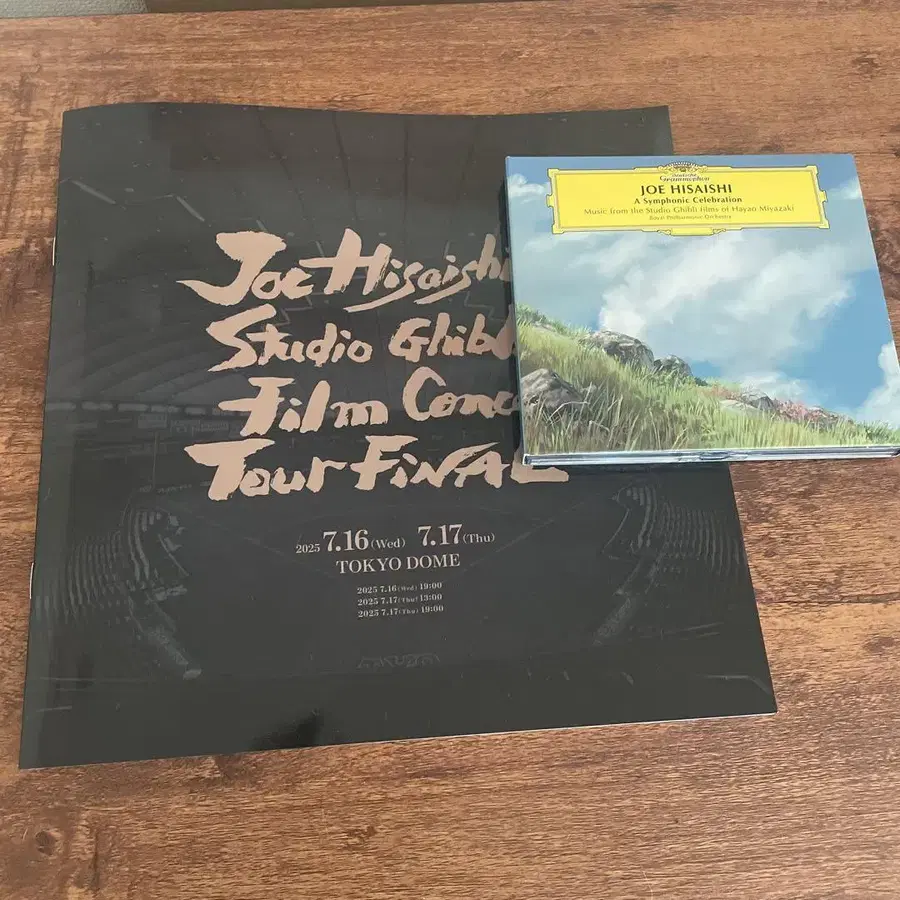 Joe Hisaishi
Studio Ghibl
Film Conc
Tour FINAL
2025 7.16 (Wed) 7.17 (Thu)
TOKYO DOME
2025 7.16 (Wed) 19:00
2025 7.17 (Thu) 13:00
2025 7.17 (Thu) 19:00
Deutsche
Grammophon
JOE HISAISHI
A Symphonic Celebration
Music from the Studio Ghibli Films of Hayao Miyazaki
Royal Philharmonic Orchestra